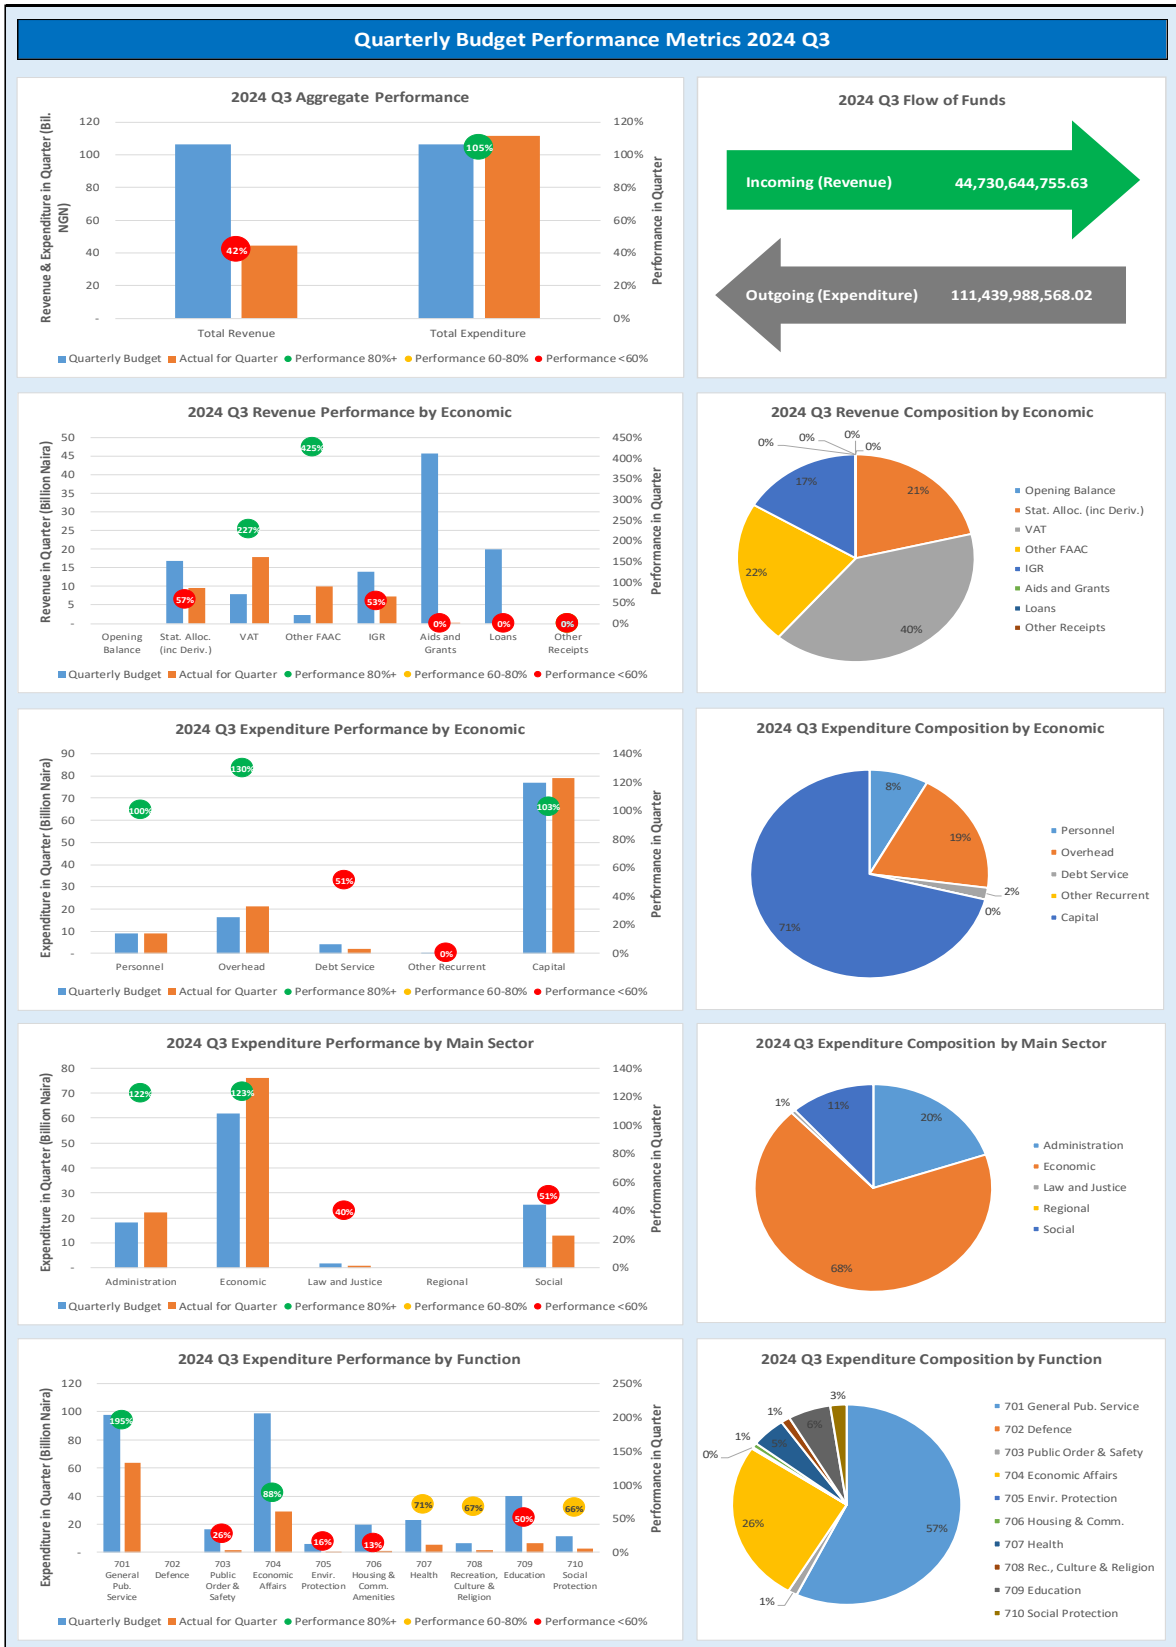 Quarterly Budget Performance Metrics 2024 Q3
2024 Q3 Aggregate Performance
Revenue & Expenditure in Quarter (Bil.
NGN)
120
100
80
60
40
20
-
120%
100%
80%
60%
40%
20%
0%
Performance in Quarter
42%
105%
Total Revenue
Total Expenditure
Quarterly Budget
Actual for Quarter
Performance 80%+
Performance 60-80%
Performance <60%
2024 Q3 Flow of Funds
Incoming (Revenue) 44,730,644,755.63
Outgoing (Expenditure) 111,439,988,568.02
2024 Q3 Revenue Performance by Economic
Revenue in Quarter (Billion Naira)
50
45
40
35
30
25
20
15
10
5
-
450%
400%
350%
300%
250%
200%
150%
100%
50%
0%
Performance in Quarter
57%
227%
425%
53%
0%
0%
0%
Opening
Balance
Stat. Alloc.
(inc Deriv.)
VAT
Other FAAC
IGR
Aids and
Grants
Loans
Other
Receipts
Quarterly Budget
Actual for Quarter
Performance 80%+
Performance 60-80%
Performance <60%
2024 Q3 Revenue Composition by Economic
0%
0%
0%
0%
17%
21%
22%
40%
Opening Balance
Stat. Alloc. (inc Deriv.)
VAT
Other FAAC
IGR
Aids and Grants
Loans
Other Receipts
2024 Q3 Expenditure Performance by Economic
Expenditure in Quarter (Billion Naira)
90
80
70
60
50
40
30
20
10
-
140%
120%
100%
80%
60%
40%
20%
0%
Performance in Quarter
100%
130%
51%
0%
103%
Personnel
Overhead
Debt Service
Other Recurrent
Capital
Quarterly Budget
Actual for Quarter
Performance 80%+
Performance 60-80%
Performance <60%
2024 Q3 Expenditure Composition by Economic
8%
19%
2%
0%
71%
Personnel
Overhead
Debt Service
Other Recurrent
Capital
2024 Q3 Expenditure Performance by Main Sector
Expenditure in Quarter (Billion Naira)
80
70
60
50
40
30
20
10
-
140%
120%
100%
80%
60%
40%
20%
0%
Performance in Quarter
122%
123%
40%
51%
Administration
Economic
Law and Justice
Regional
Social
Quarterly Budget
Actual for Quarter
Performance 80%+
Performance 60-80%
Performance <60%
2024 Q3 Expenditure Composition by Main Sector
1%
11%
20%
68%
Administration
Economic
Law and Justice
Regional
Social
2024 Q3 Expenditure Performance by Function
Expenditure in Quarter (Billion Naira)
120
100
80
60
40
20
-
250%
200%
150%
100%
50%
0%
Performance in Quarter
195%
26%
88%
16%
13%
71%
67%
50%
66%
701
General
Pub.
Service
702
Defence
703
Public
Order &
Safety
704
Economic
Affairs
705
Envir.
Protection
706
Housing &
Comm.
Amenities
707
Health
708
Recreation,
Culture &
Religion
709
Education
710
Social
Protection
Quarterly Budget
Actual for Quarter
Performance 80%+
Performance 60-80%
Performance <60%
2024 Q3 Expenditure Composition by Function
3%
1%
6%
1%
5%
0%
26%
57%
1%
701 General Pub. Service
702 Defence
703 Public Order & Safety
704 Economic Affairs
705 Envir. Protection
706 Housing & Comm.
707 Health
708 Rec., Culture & Religion
709 Education
710 Social Protection